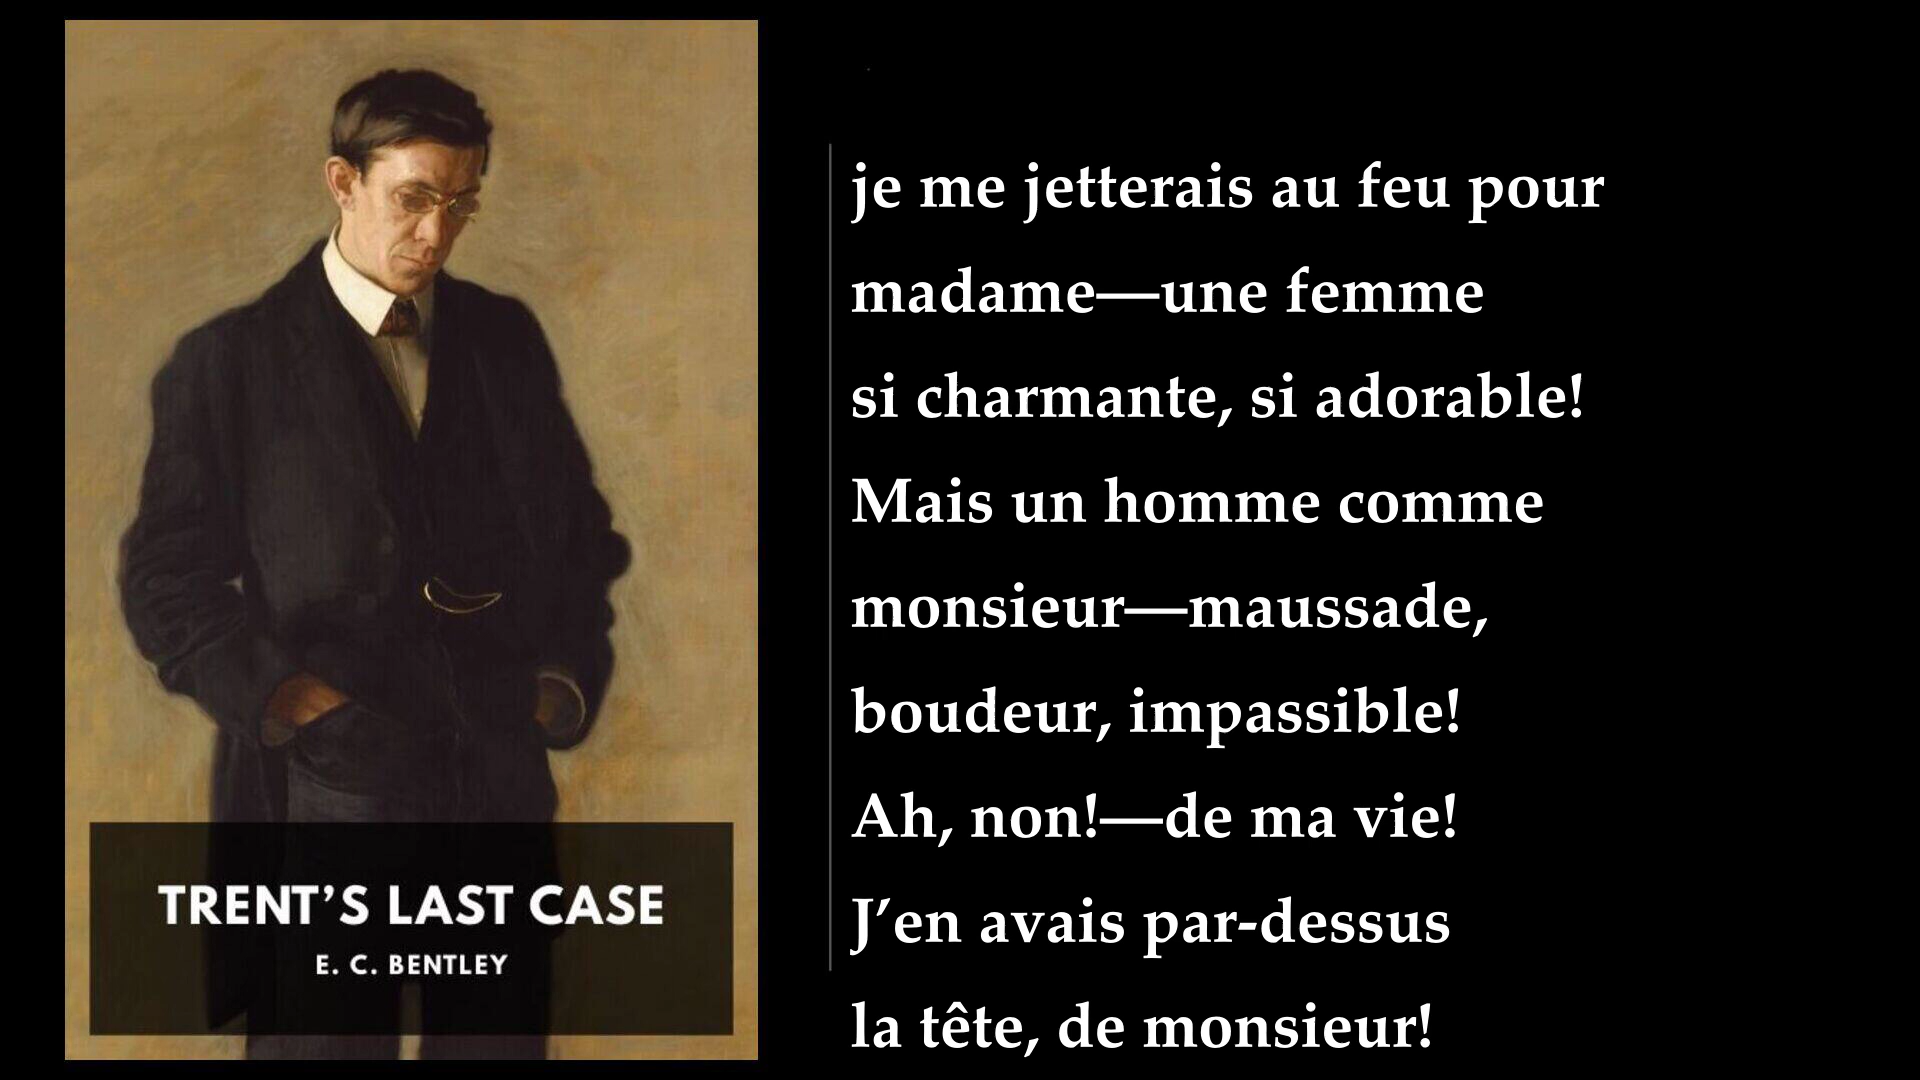 TRENT’S LAST CASE
E. C. BENTLEY
je me jetterais au feu pour
madame—une femme
si charmante, si adorable!
Mais un homme comme
monsieur—maussade,
boudeur, impassible!
Ah, non!—de ma vie!
J’en avais par-dessus
la tête, de monsieur!